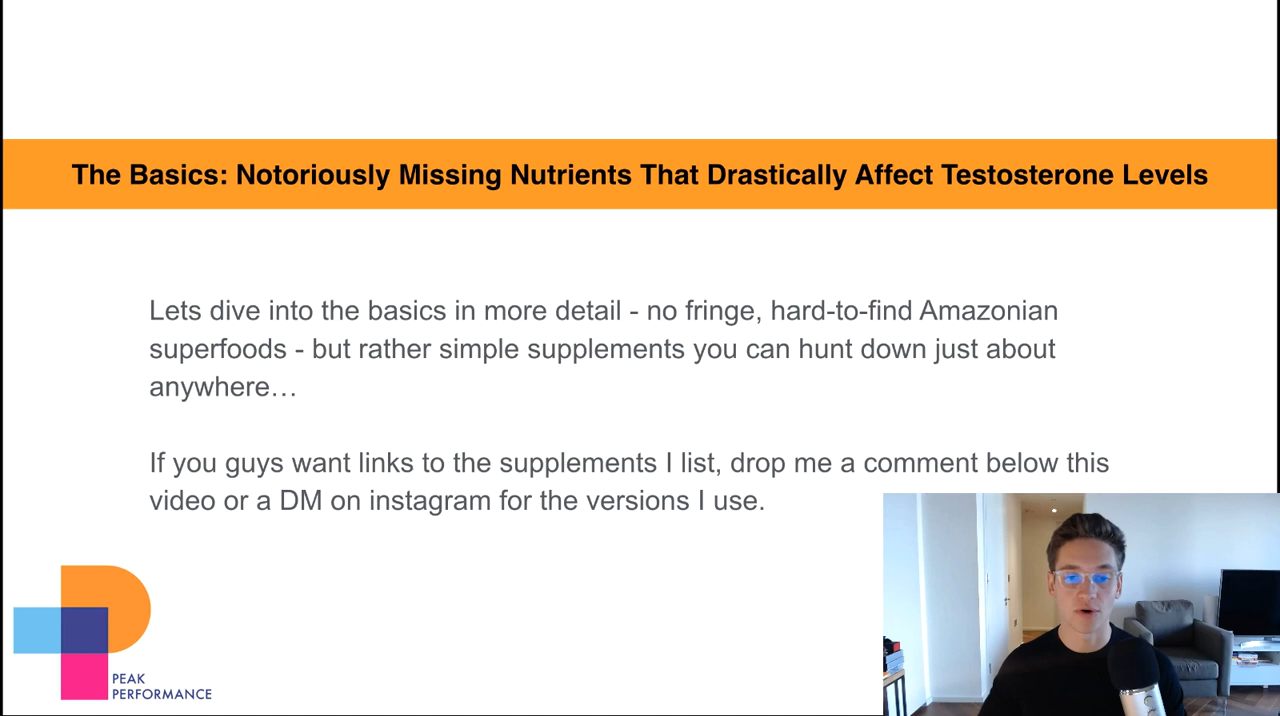 The Basics: Notoriously Missing Nutrients That Drastically Affect Testosterone Levels
Lets dive into the basics in more detail - no fringe, hard-to-find Amazonian
superfoods - but rather simple supplements you can hunt down just about
anywhere…
If you guys want links to the supplements I list, drop me a comment below this
video or a DM on instagram for the versions I use.
PEAK
PERFORMANCE